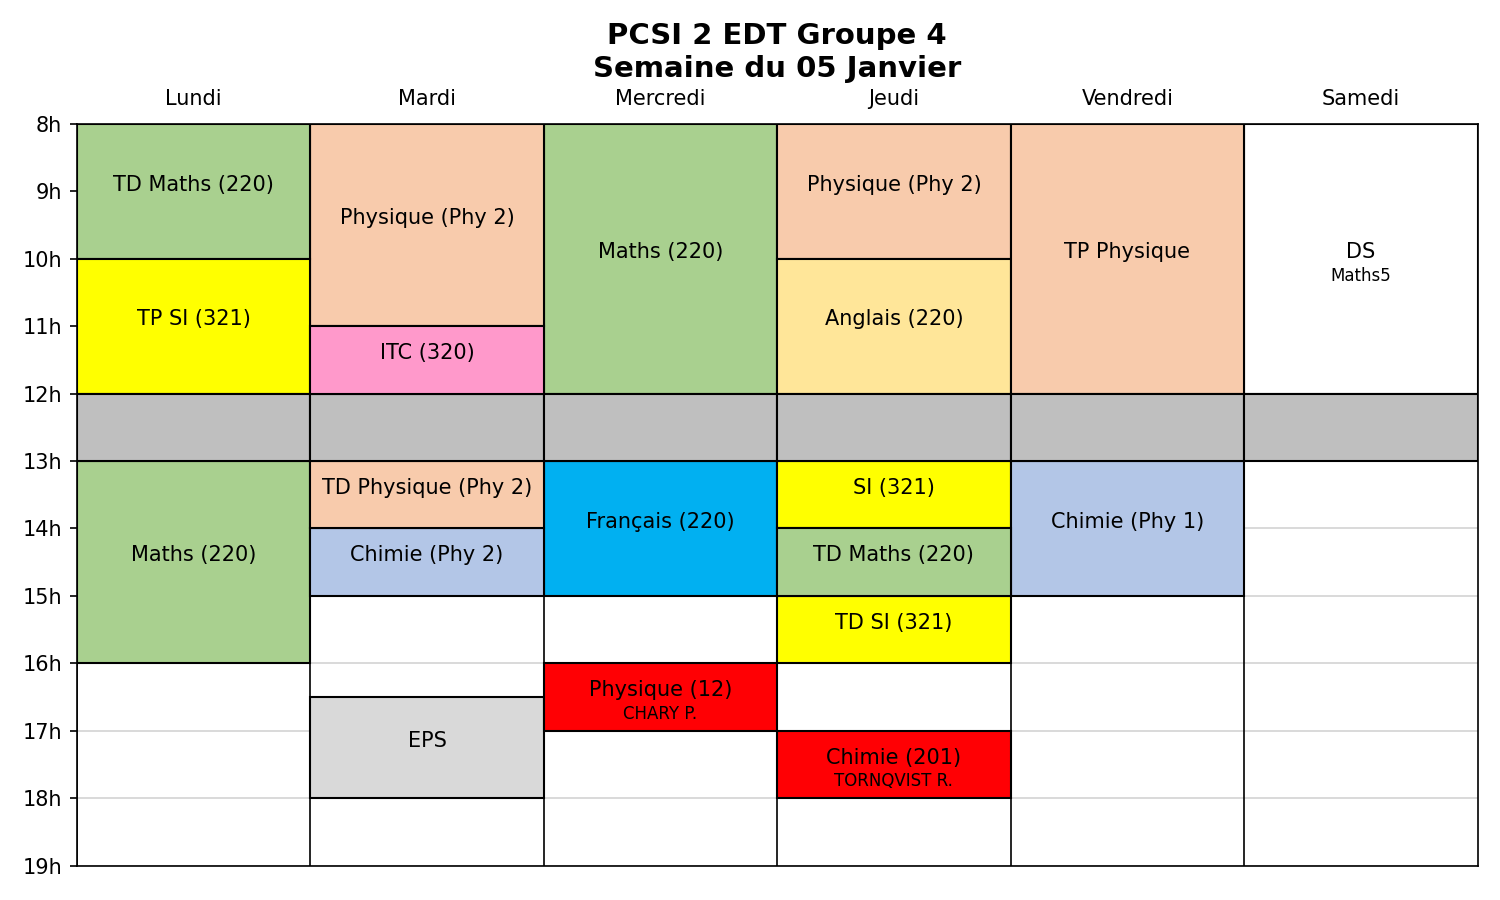 PCSI 2 EDT Groupe 4
Semaine du 05 Janvier
Lundi Mardi Mercredi Jeudi Vendredi Samedi
8h
9h
10h
11h
12h
13h
14h
15h
16h
17h
18h
19h
TD Maths (220)
TP SI (321)
Maths (220)
Physique (Phy 2)
ITC (320)
TD Physique (Phy 2)
Chimie (Phy 2)
EPS
Maths (220)
Français (220)
Physique (12)
CHARY P.
Physique (Phy 2)
Anglais (220)
SI (321)
TD Maths (220)
TD SI (321)
Chimie (201)
TORNQVIST R.
TP Physique
Chimie (Phy 1)
DS
Maths5